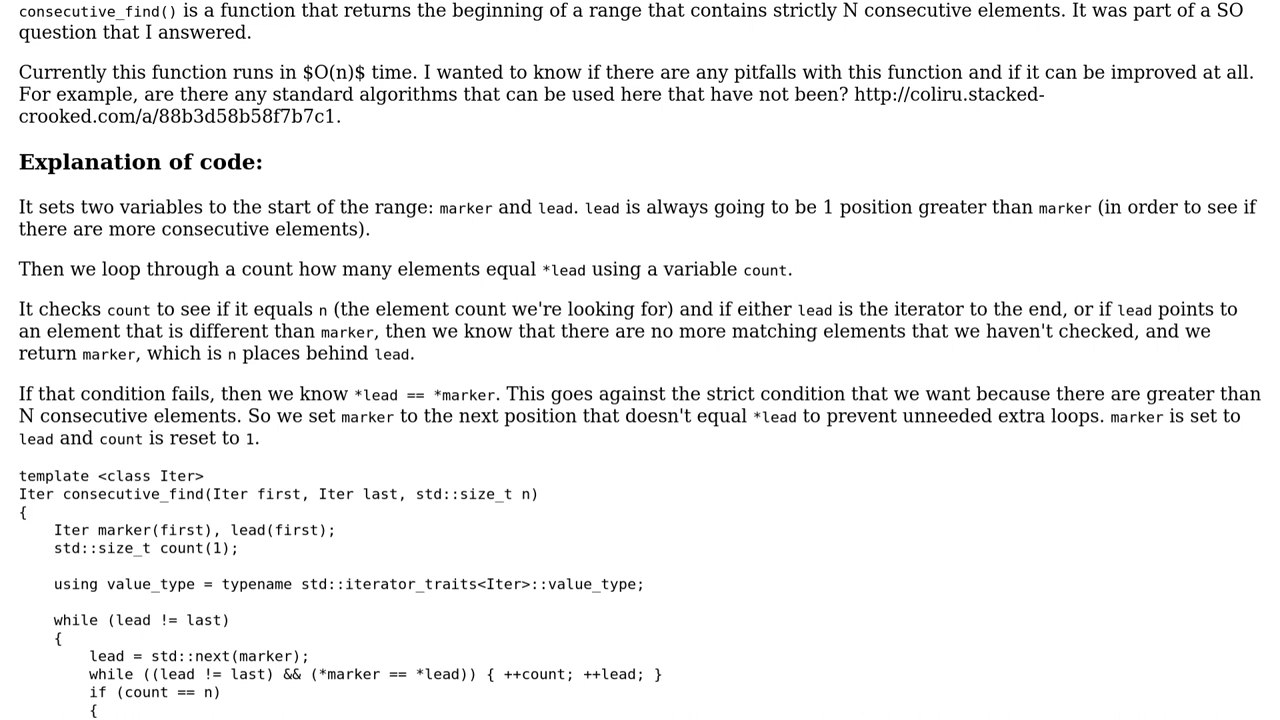 consecutive_find() is a function that returns the beginning of a range that contains strictly N consecutive elements. It was part of a SO
question that I answered.
Currently this function runs in $O(n)$ time. I wanted to know if there are any pitfalls with this function and if it can be improved at all.
For example, are there any standard algorithms that can be used here that have not been? http://coliru.stacked-
crooked.com/a/88b3d58b58f7b7c1.
Explanation of code:
It sets two variables to the start of the range: marker and lead. lead is always going to be 1 position greater than marker (in order to see if
there are more consecutive elements).
Then we loop through a count how many elements equal *lead using a variable count.
It checks count to see if it equals n (the element count we're looking for) and if either lead is the iterator to the end, or if lead points to
an element that is different than marker, then we know that there are no more matching elements that we haven't checked, and we
return marker, which is n places behind lead.
If that condition fails, then we know *lead == *marker. This goes against the strict condition that we want because there are greater than
N consecutive elements. So we set marker to the next position that doesn't equal *lead to prevent unneeded extra loops. marker is set to
lead and count is reset to 1.
template <class Iter>
Iter consecutive_find(Iter first, Iter last, std::size_t n)
{
    Iter marker(first), lead(first);
    std::size_t count(1);
    using value_type = typename std::iterator_traits<Iter>::value_type;
    while (lead != last)
    {
        lead = std::next(marker);
        while ((lead != last) && (*marker == *lead)) { ++count; ++lead; }
        if (count == n)
        {